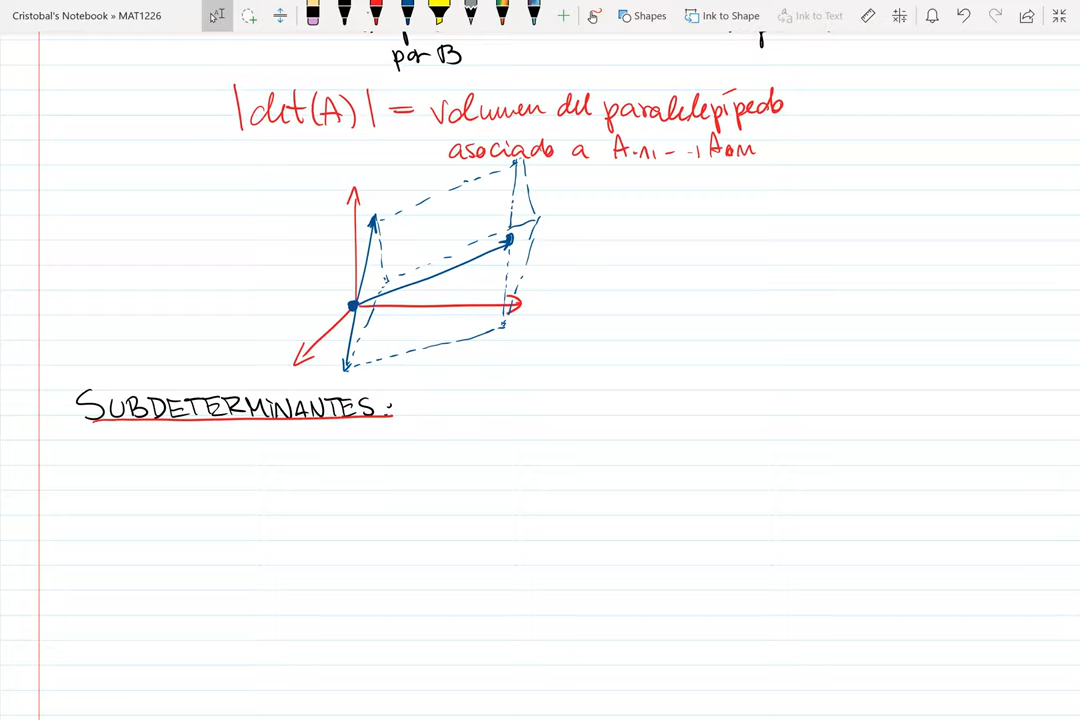 Cristobal's Notebook » MAT1226
Shapes
Ink to Shape
Ink to Text
por B
|det(A)| = volumen del paralelepípedo
asociado a A•1, --, A•n
SUBDETERMINANTES: